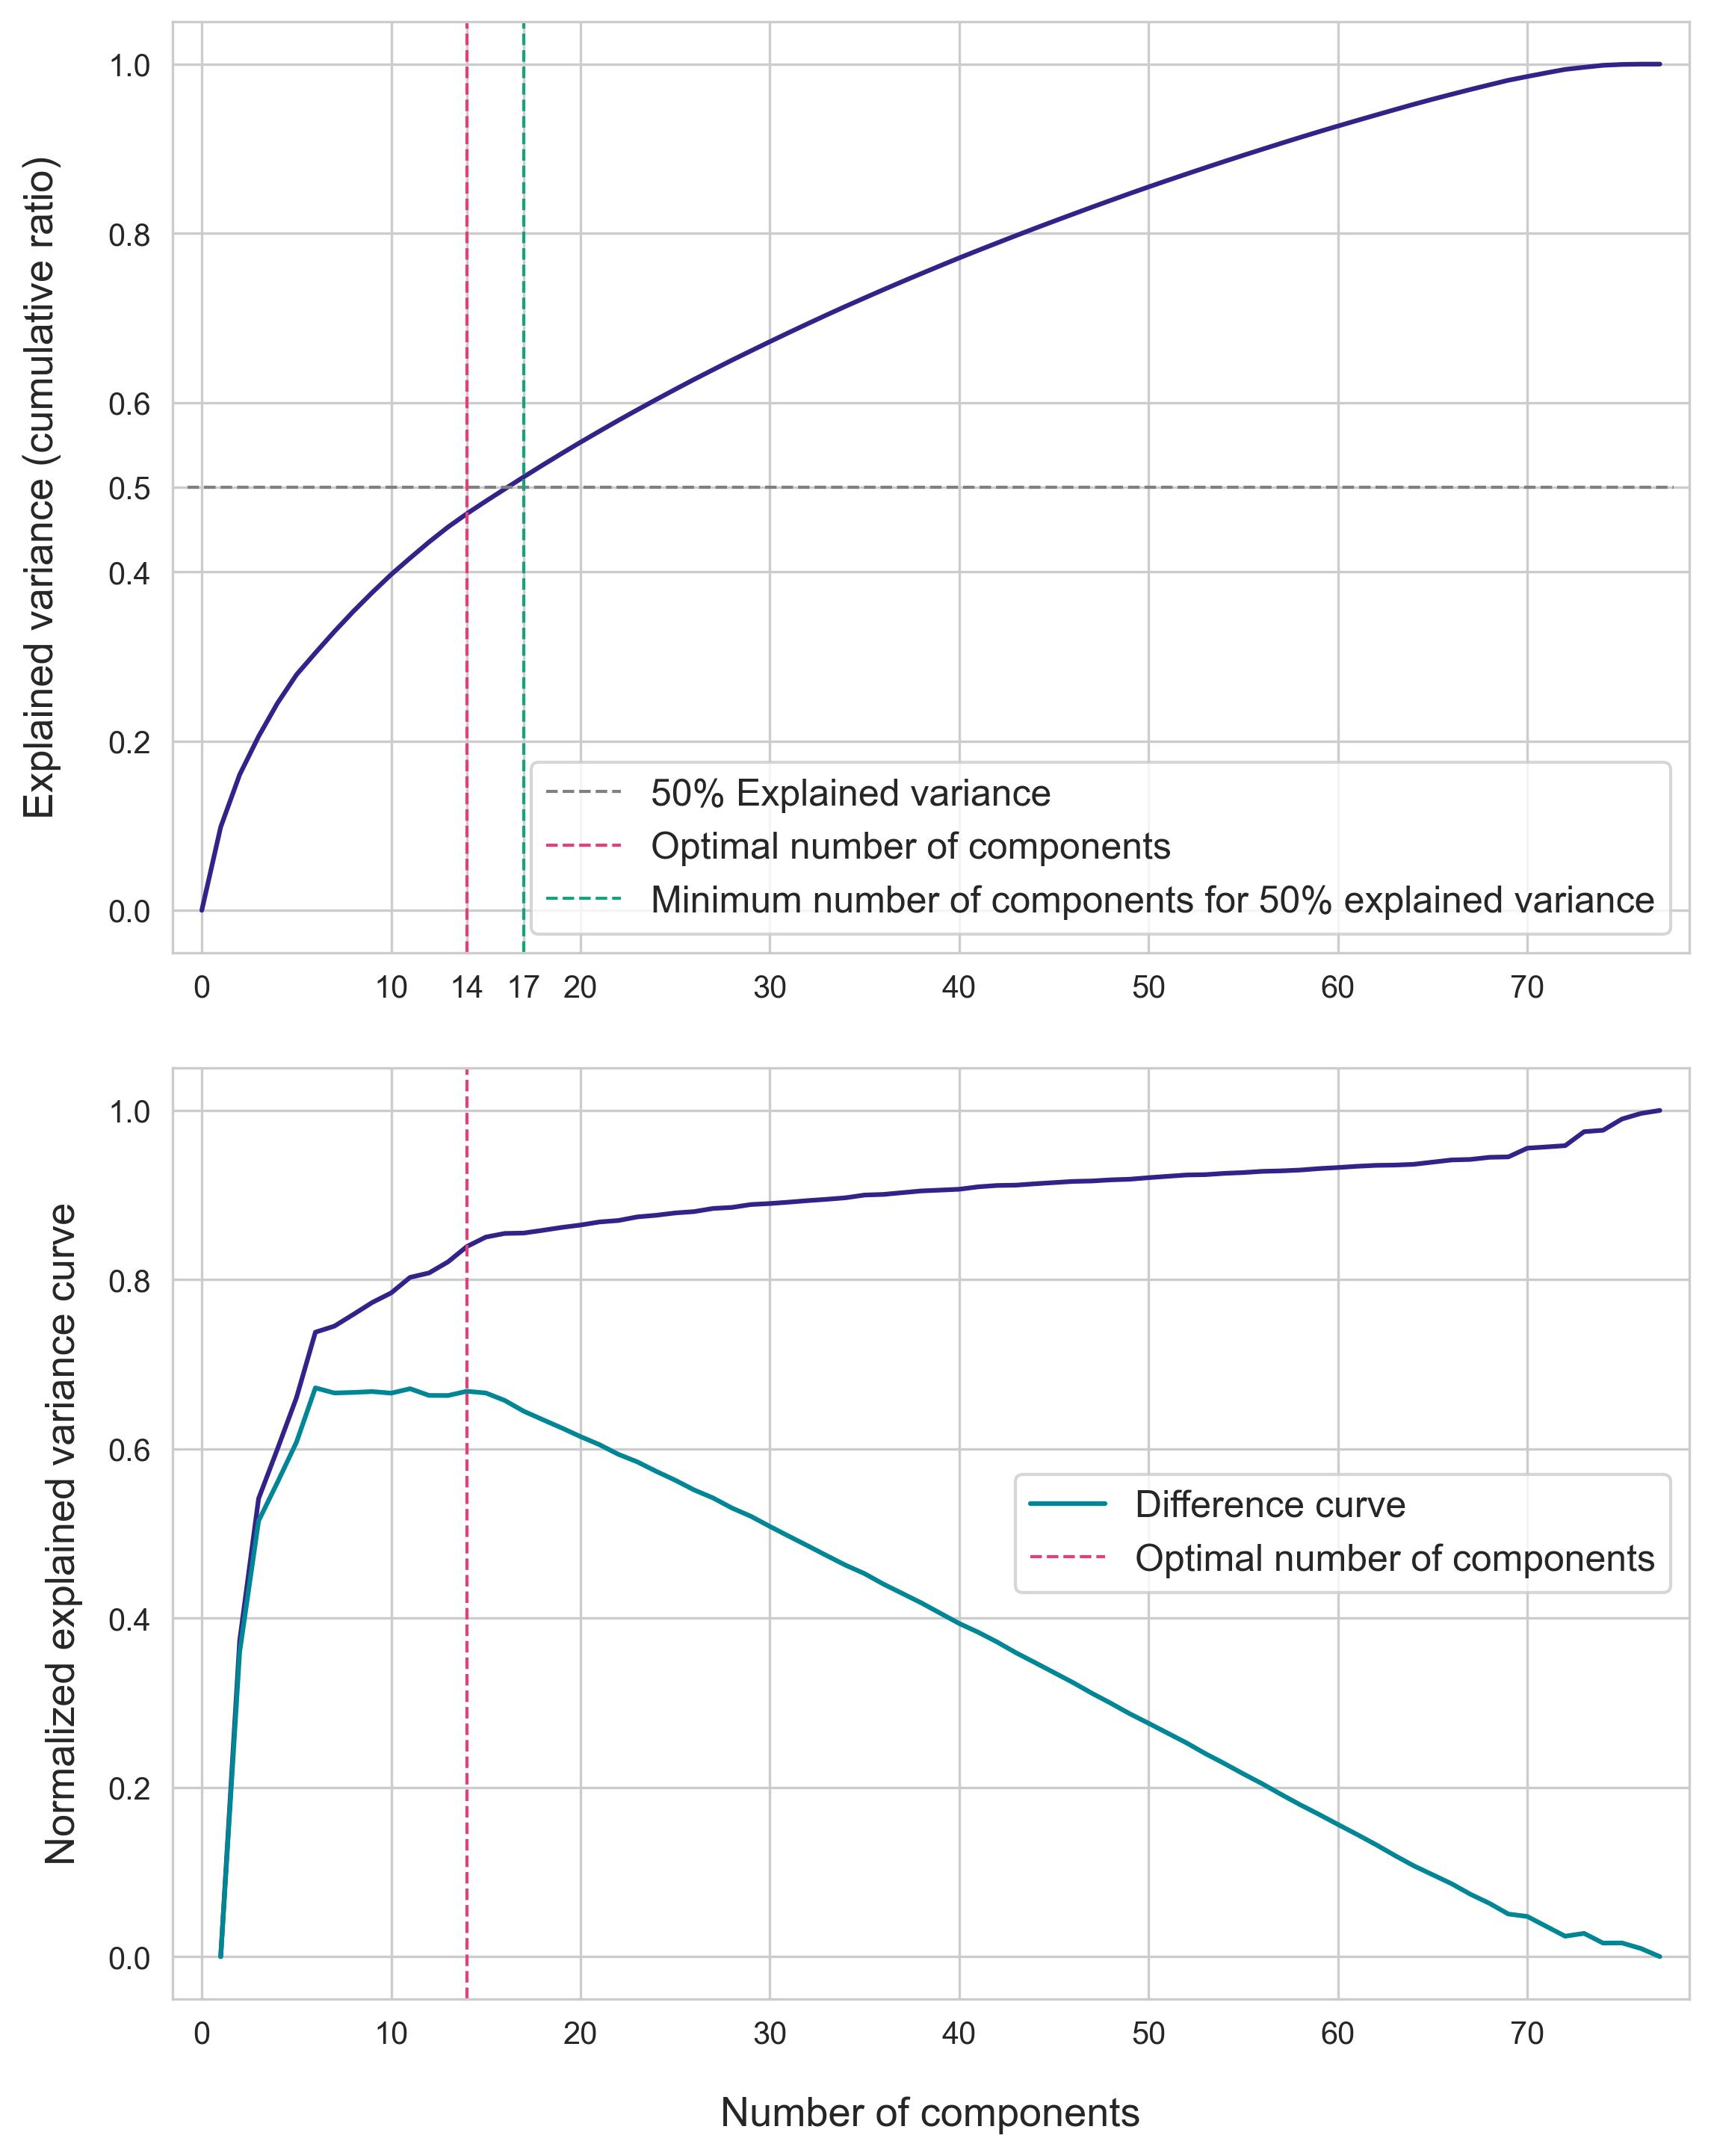 Explained variance (cumulative ratio)
1.0
0.8
0.6
0.5
0.4
0.2
0.0
50% Explained variance
Optimal number of components
Minimum number of components for 50% explained variance
0 10 14 17 20 30 40 50 60 70
Normalized explained variance curve
1.0
0.8
0.6
0.4
0.2
0.0
Difference curve
Optimal number of components
0 10 20 30 40 50 60 70
Number of components